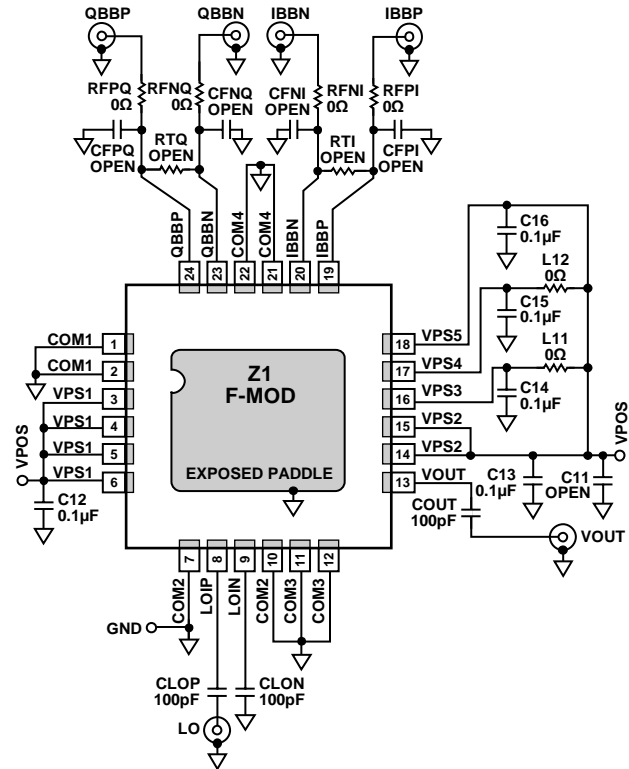 QBBP QBBN IBBN IBBP
RFPQ
0Ω
RFNQ
0Ω
CFNQ
OPEN
CFNI
OPEN
RFNI
0Ω
RFPI
0Ω
CFPQ
OPEN
RTQ
OPEN
RTI
OPEN
CFPI
OPEN
QBBP
QBBN
COM4
COM4
IBBN
IBBP
24
23
22
21
20
19
COM1 1
COM1 2
VPS1 3
VPS1 4
VPS1 5
VPS1 6
VPOS
C12
0.1µF
Z1
F-MOD
EXPOSED PADDLE
18 VPS5
17 VPS4
16 VPS3
15 VPS2
14 VPS2
13 VOUT
C16
0.1µF
L12
0Ω
C15
0.1µF
L11
0Ω
C14
0.1µF
VPOS
C13
0.1µF
C11
OPEN
COUT
100pF
VOUT
7
8
9
10
11
12
COM2
LOIP
LOIN
COM2
COM3
COM3
GND
CLOP
100pF
CLON
100pF
LO